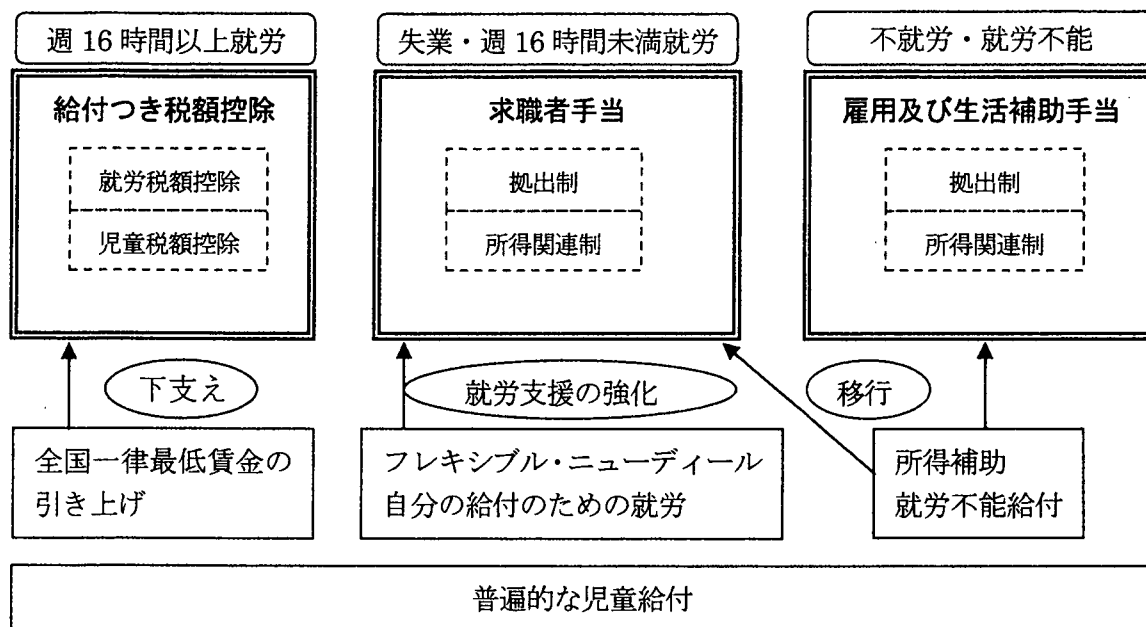 週 16 時間以上就労
失業・週 16 時間未満就労
不就労・就労不能
給付つき税額控除
求職者手当
雇用及び生活補助手当
就労税額控除
児童税額控除
拠出制
所得関連制
拠出制
所得関連制
下支え
就労支援の強化
移行
全国一律最低賃金の
引き上げ
フレキシブル・ニューディール
自分の給付のための就労
所得補助
就労不能給付
普遍的な児童給付